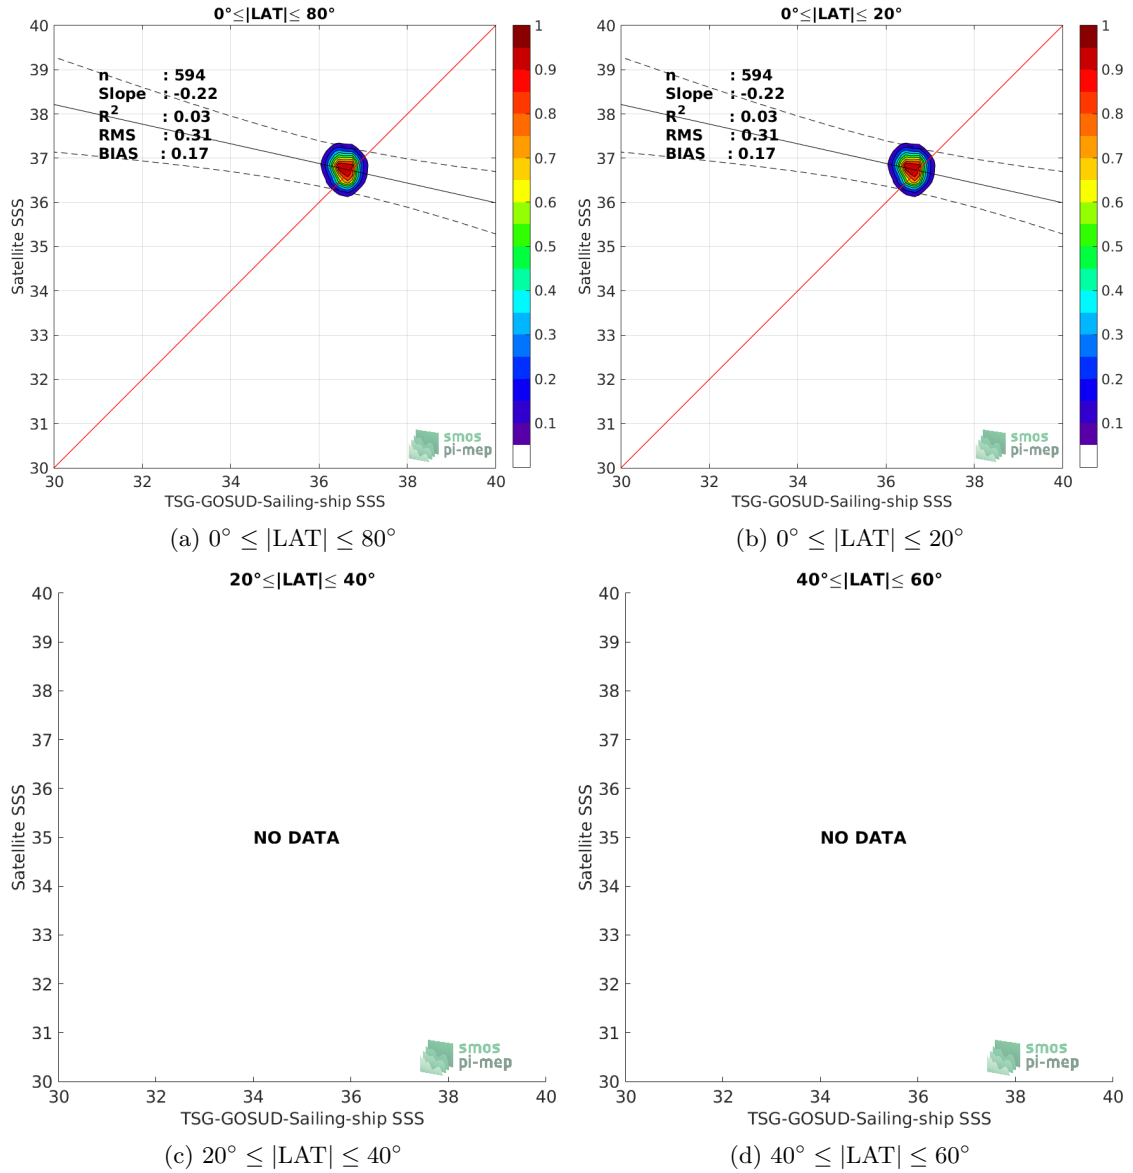 0°≤|LAT|≤ 80°
40
39
38
37
36
35
34
33
32
31
30
Satellite SSS
n : 594
Slope : -0.22
R² : 0.03
RMS : 0.31
BIAS : 0.17
smos
pi-mep
30 32 34 36 38 40
TSG-GOSUD-Sailing-ship SSS
1
0.9
0.8
0.7
0.6
0.5
0.4
0.3
0.2
0.1
(a) 0° ≤ |LAT| ≤ 80°
0°≤|LAT|≤ 20°
40
39
38
37
36
35
34
33
32
31
30
Satellite SSS
n : 594
Slope : -0.22
R² : 0.03
RMS : 0.31
BIAS : 0.17
smos
pi-mep
30 32 34 36 38 40
TSG-GOSUD-Sailing-ship SSS
1
0.9
0.8
0.7
0.6
0.5
0.4
0.3
0.2
0.1
(b) 0° ≤ |LAT| ≤ 20°
20°≤|LAT|≤ 40°
40
39
38
37
36
35
34
33
32
31
30
Satellite SSS
NO DATA
smos
pi-mep
30 32 34 36 38 40
TSG-GOSUD-Sailing-ship SSS
(c) 20° ≤ |LAT| ≤ 40°
40°≤|LAT|≤ 60°
40
39
38
37
36
35
34
33
32
31
30
Satellite SSS
NO DATA
smos
pi-mep
30 32 34 36 38 40
TSG-GOSUD-Sailing-ship SSS
(d) 40° ≤ |LAT| ≤ 60°